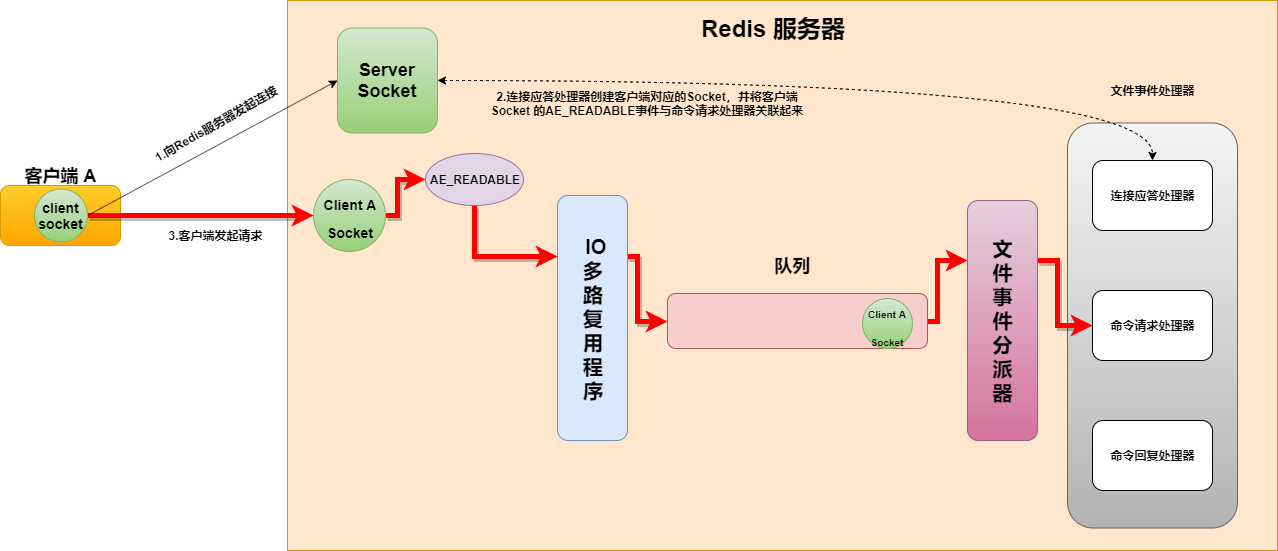 Redis 服务器
Server
Socket
1.向Redis服务器发起连接
2.连接应答处理器创建客户端对应的Socket，并将客户端
Socket 的AE_READABLE事件与命令请求处理器关联起来
文件事件处理器
客户端 A
client
socket
3.客户端发起请求
Client A
Socket
AE_READABLE
IO
多
路
复
用
程
序
队列
Client A
Socket
文
件
事
件
分
派
器
连接应答处理器
命令请求处理器
命令回复处理器